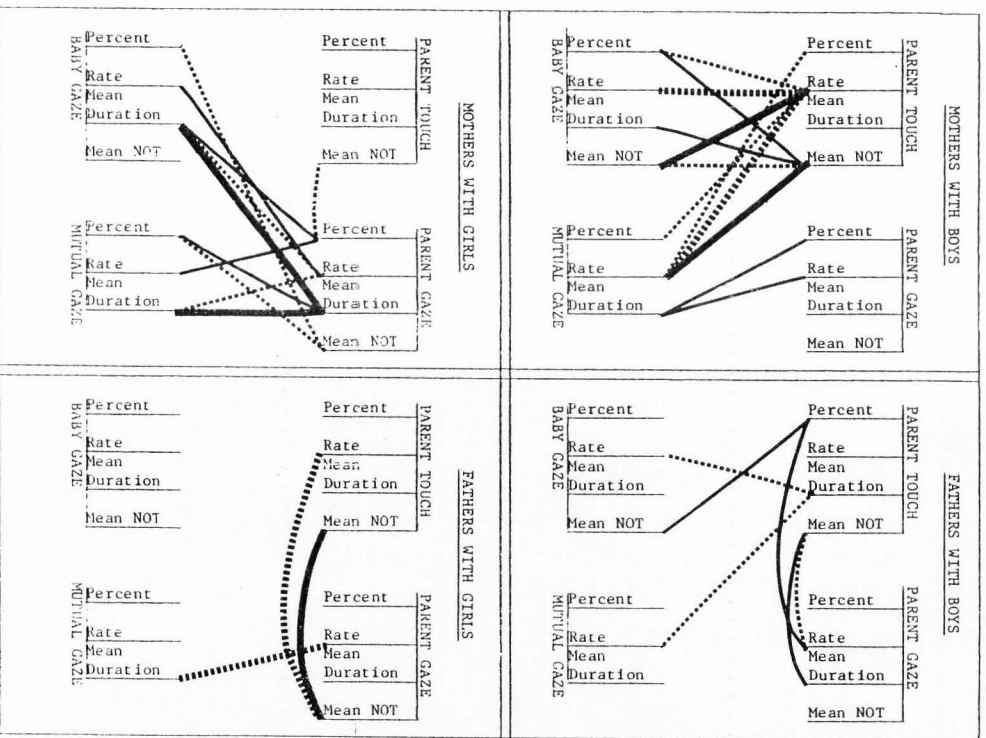 MOTHERS WITH GIRLS
BABY GAZE
Percent
Rate
Mean
Duration
Mean NOT
MUTUAL GAZE
Percent
Rate
Mean
Duration
PARENT TOUCH
Percent
Rate
Mean
Duration
Mean NOT
PARENT GAZE
Percent
Rate
Mean
Duration
Mean NOT
MOTHERS WITH BOYS
BABY GAZE
Percent
Rate
Mean
Duration
Mean NOT
MUTUAL GAZE
Percent
Rate
Mean
Duration
PARENT TOUCH
Percent
Rate
Mean
Duration
Mean NOT
PARENT GAZE
Percent
Rate
Mean
Duration
Mean NOT
FATHERS WITH GIRLS
BABY GAZE
Percent
Rate
Mean
Duration
Mean NOT
MUTUAL GAZE
Percent
Rate
Mean
Duration
PARENT TOUCH
Percent
Rate
Mean
Duration
Mean NOT
PARENT GAZE
Percent
Rate
Mean
Duration
Mean NOT
FATHERS WITH BOYS
BABY GAZE
Percent
Rate
Mean
Duration
Mean NOT
MUTUAL GAZE
Percent
Rate
Mean
Duration
PARENT TOUCH
Percent
Rate
Mean
Duration
Mean NOT
PARENT GAZE
Percent
Rate
Mean
Duration
Mean NOT